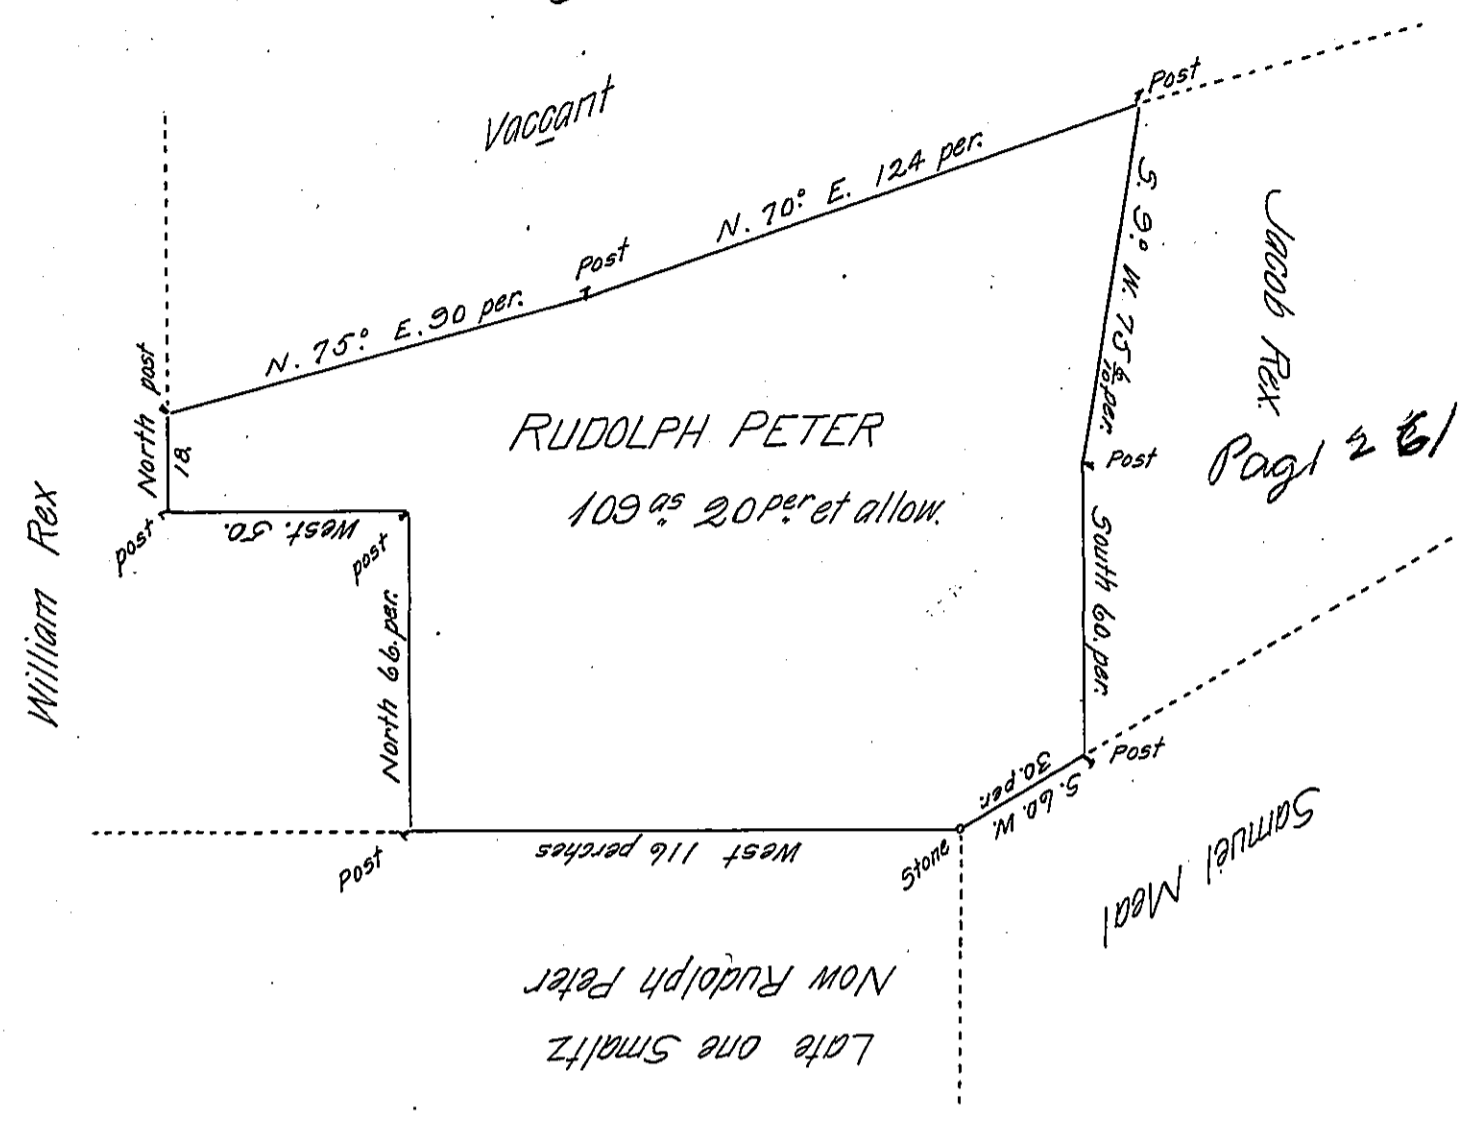 Vaccant
Post
N. 70° E. 124 per.
Post
N. 75° E. 90 per.
North post
18.
post
West. 50.
post
North 66. per.
William Rex
RUDOLPH PETER
109 as 20 per et allow.
S. 9° W. 75 6/10 per.
Jacob Rex.
Post
South 60. per.
Post
S. 60. W.
30. per.
Samuel Meal
Stone
West 116 perches
Post
Late one Smaltz
Now Rudolph Peter